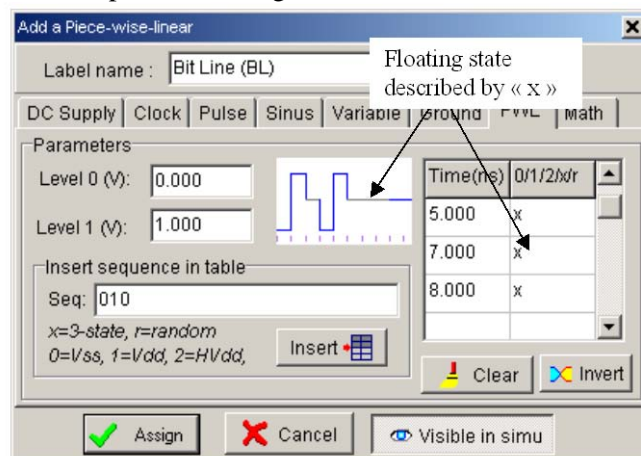 Add a Piece-wise-linear
Label name : Bit Line (BL)
Floating state
described by « x »
DC Supply Clock Pulse Sinus Variable Ground PWL Math
Parameters
Level 0 (V): 0.000
Level 1 (V): 1.000
Time(ns) 0/1/2/x/r
5.000 x
7.000 x
8.000 x
Insert sequence in table
Seq: 010
x=3-state, r=random
0=Vss, 1=Vdd, 2=HVdd,
Insert
Clear Invert
Assign Cancel Visible in simu